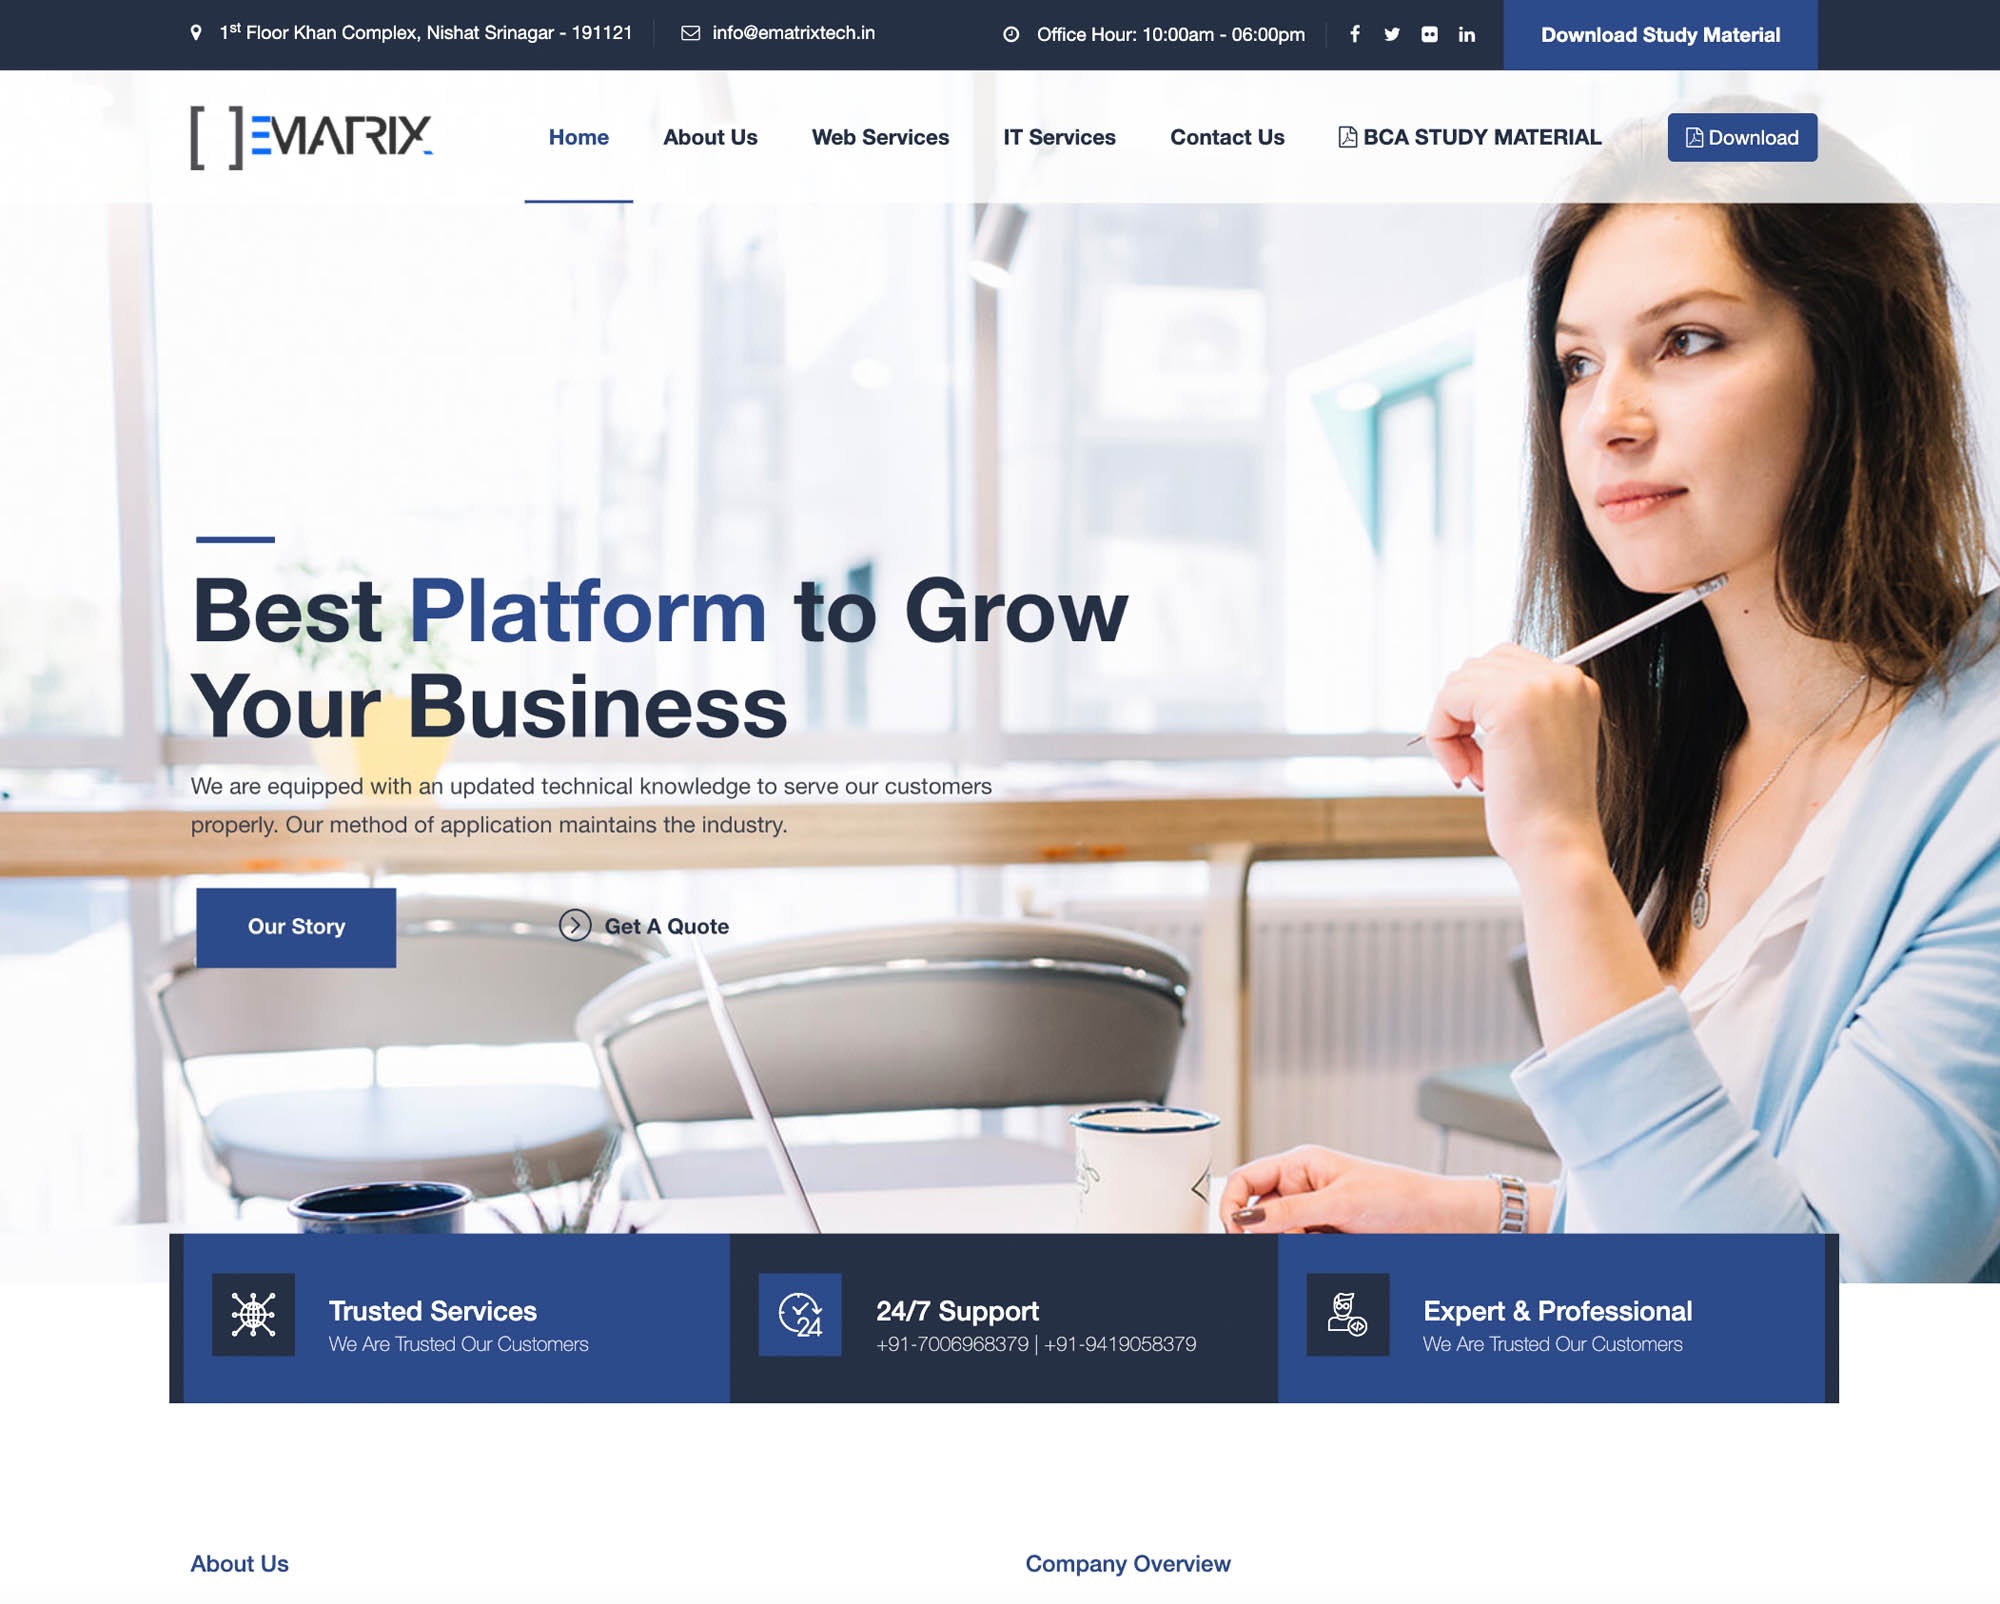 1st Floor Khan Complex, Nishat Srinagar - 191121
info@ematrixtech.in
Office Hour: 10:00am - 06:00pm
Download Study Material
[ ]EMATRIX
Home
About Us
Web Services
IT Services
Contact Us
BCA STUDY MATERIAL
Download
Best Platform to Grow
Your Business
We are equipped with an updated technical knowledge to serve our customers
properly. Our method of application maintains the industry.
Our Story
Get A Quote
Trusted Services
We Are Trusted Our Customers
24
24/7 Support
+91-7006968379 | +91-9419058379
Expert & Professional
We Are Trusted Our Customers
About Us
Company Overview